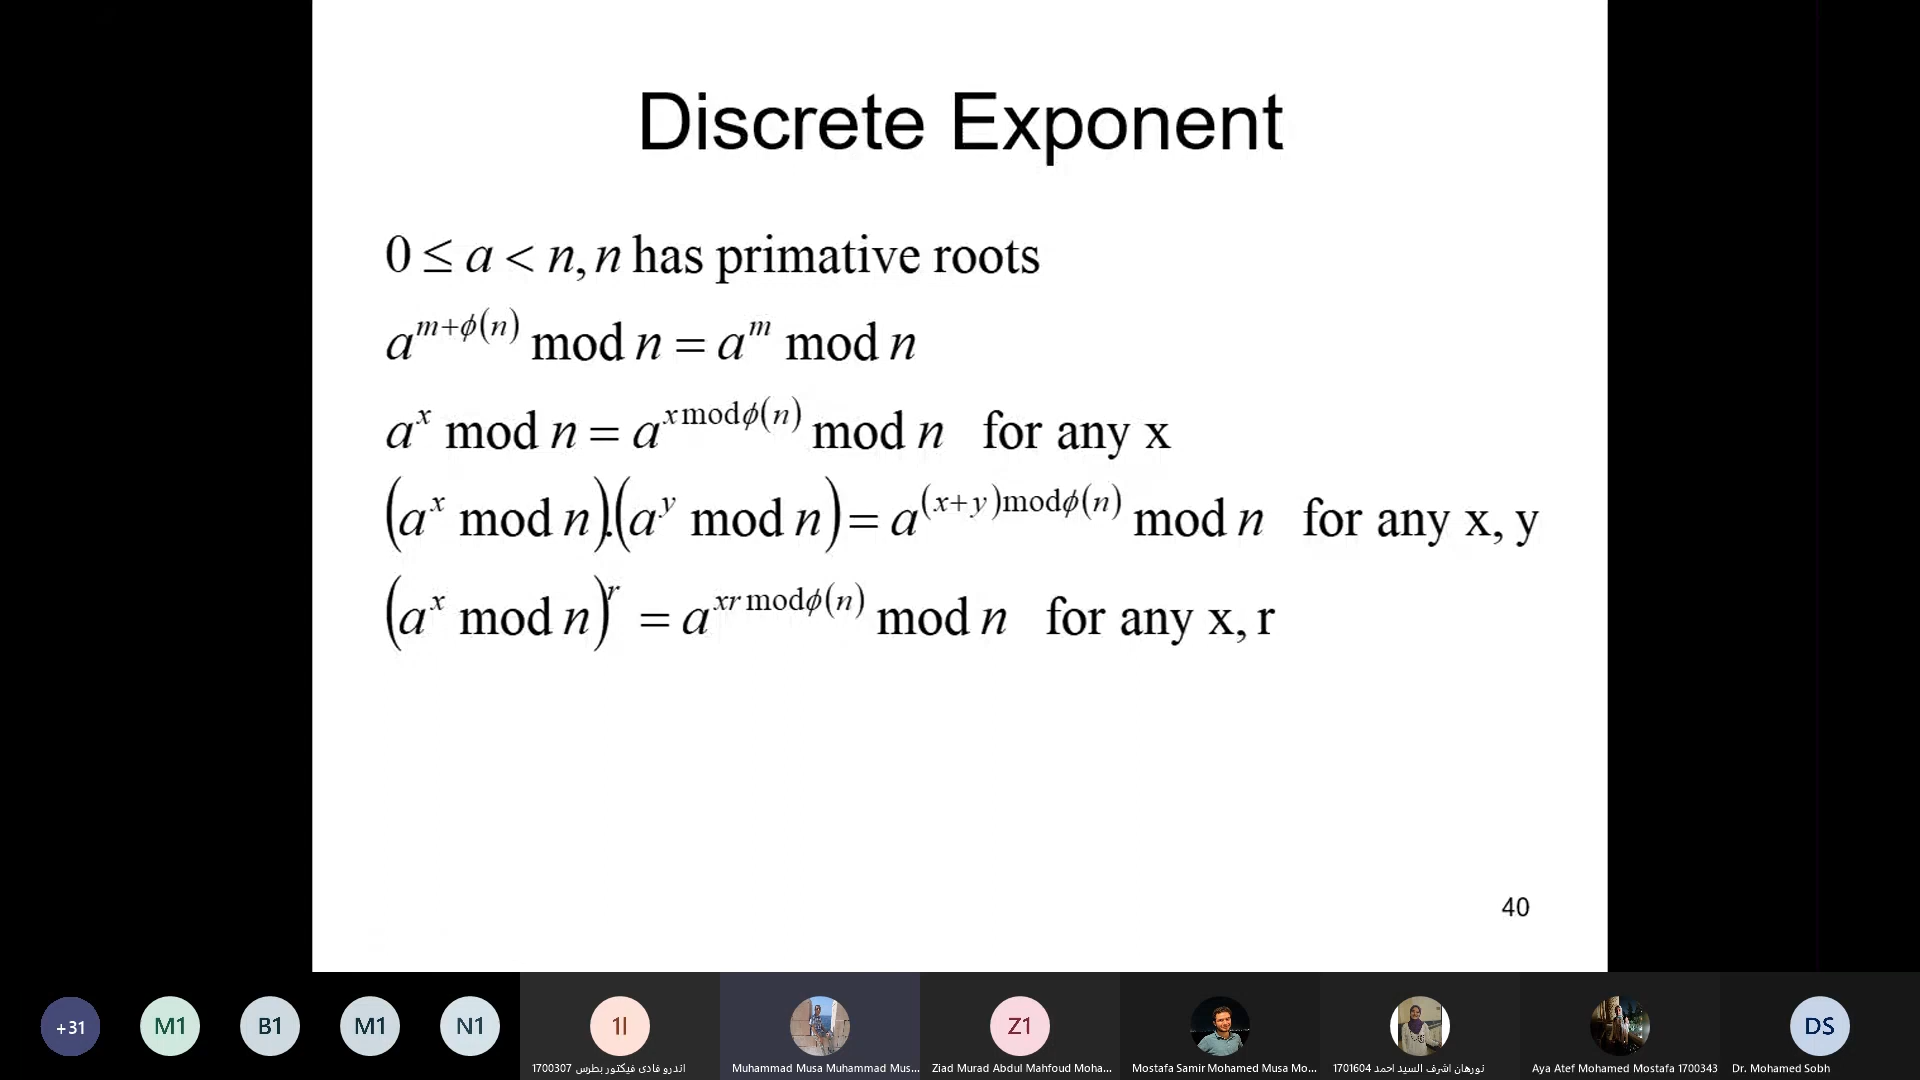 Discrete Exponent
0 ≤ a < n, n has primative roots
a^{m+ϕ(n)} mod n = a^m mod n
a^x mod n = a^{x mod ϕ(n)} mod n for any x
(a^x mod n).(a^y mod n) = a^{(x+y) mod ϕ(n)} mod n for any x, y
(a^x mod n)^r = a^{xr mod ϕ(n)} mod n for any x, r
40
+31
M1
B1
M1
N1
1ا
Z1
DS
اندرو فادى فيكتور بطرس 1700307
Muhammad Musa Muhammad Mus...
Ziad Murad Abdul Mahfoud Moha...
Mostafa Samir Mohamed Musa Mo...
نورهان اشرف السيد احمد 1701604
Aya Atef Mohamed Mostafa 1700343
Dr. Mohamed Sobh